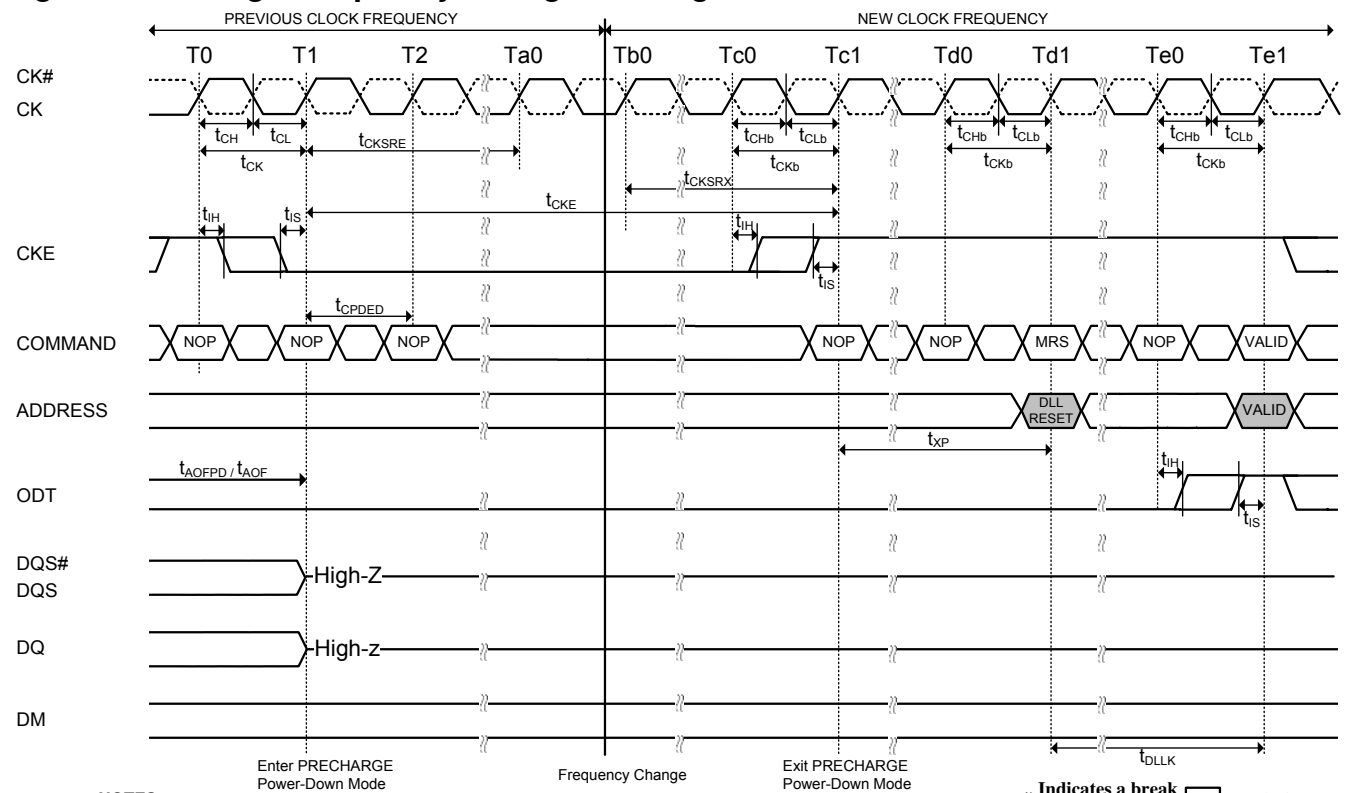 PREVIOUS CLOCK FREQUENCY NEW CLOCK FREQUENCY
T0 T1 T2 Ta0 Tb0 Tc0 Tc1 Td0 Td1 Te0 Te1
CK#
CK
tCH tCL tCHb tCLb tCHb tCLb tCHb tCLb
tCK tCKSRE tCKb tCKb tCKb
tCKSRX
tCKE
tIH tIS tIH
CKE
tIS
tCPDED
COMMAND NOP NOP NOP NOP NOP MRS NOP VALID
ADDRESS DLL RESET VALID
tXP
tAOFPD / tAOF tIH
ODT
tIS
DQS#
DQS High-Z
DQ High-z
DM
tDLLK
Enter PRECHARGE
Power-Down Mode
Frequency Change
Exit PRECHARGE
Power-Down Mode
Indicates a break